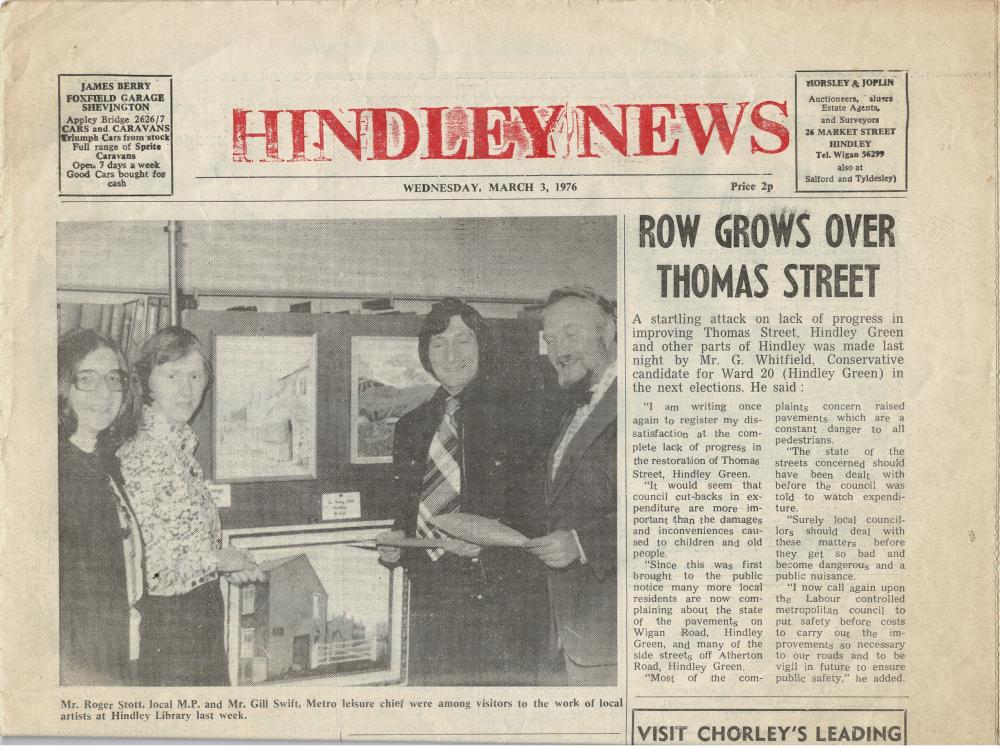 JAMES BERRY
FOXFIELD GARAGE
SHEVINGTON
Appley Bridge 2626/7
CARS and CARAVANS
Triumph Cars from stock
Full range of Sprite
Caravans
Open 7 days a week
Good Cars bought for
cash
HINDLEY NEWS
WEDNESDAY, MARCH 3, 1976
Price 2p
HORSLEY & JOPLIN
Auctioneers,
Estate Agents,
and Surveyors
26 MARKET STREET
HINDLEY
Tel. Wigan 56299
also at
Salford and Tyldesley)
Mr. Roger Stott, local M.P. and Mr. Gill Swift, Metro leisure chief were among visitors to the work of local
artists at Hindley Library last week.
ROW GROWS OVER
THOMAS STREET
A startling attack on lack of progress in
improving Thomas Street, Hindley Green
and other parts of Hindley was made last
night by Mr. G. Whitfield, Conservative
candidate for Ward 20 (Hindley Green) in
the next elections. He said :
"I am writing once
again to register my dis-
satisfaction at the com-
plete lack of progress in
the restoration of Thomas
Street, Hindley Green.
"It would seem that
council cut-backs in ex-
penditure are more im-
portant than the damages
and inconveniences cau-
sed to children and old
people.
"Since this was first
brought to the public
notice many more local
residents are now com-
plaining about the state
of the pavements on
Wigan Road, Hindley
Green, and many of the
side streets off Atherton
Road, Hindley Green.
"Most of the com-
plaints concern raised
pavements which are a
constant danger to all
pedestrians.
"The state of the
streets concerned should
have been dealt with
before the council was
told to watch expendi-
ture.
"Surely local council-
lors should deal with
these matters before
they get so bad and
become dangerous and a
public nuisance.
"I now call again upon
the Labour controlled
metropolitan council to
put safety before costs
to carry out the im-
provements so necessary
to our roads and to be
vigil in future to ensure
public safety," he added.
VISIT CHORLEY'S LEADING